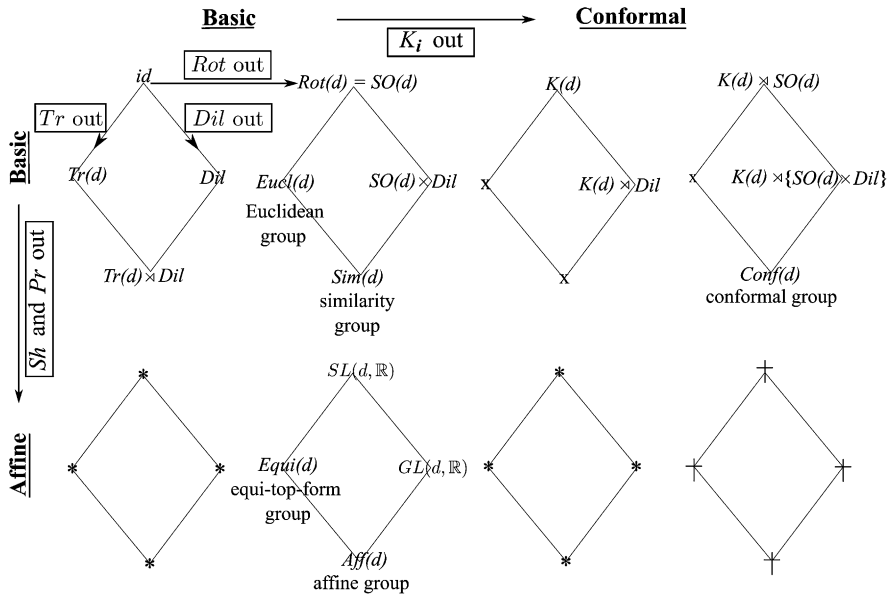 Basic
Conformal
K_i out
Rot out
id
Rot(d) = SO(d)
K(d)
K(d) ⋊ SO(d)
Tr out
Dil out
Basic
Tr(d)
Dil
Eucl(d)
SO(d) × Dil
x
K(d) ⋊ Dil
x
K(d) ⋊ {SO(d) × Dil}
Euclidean
group
Tr(d) ⋊ Dil
Sim(d)
x
Conf(d)
similarity
group
conformal group
Sh and Pr out
*
SL(d, ℝ)
*
†
Affine
*
*
Equi(d)
GL(d, ℝ)
*
*
†
†
equi-top-form
group
*
Aff(d)
*
†
affine group